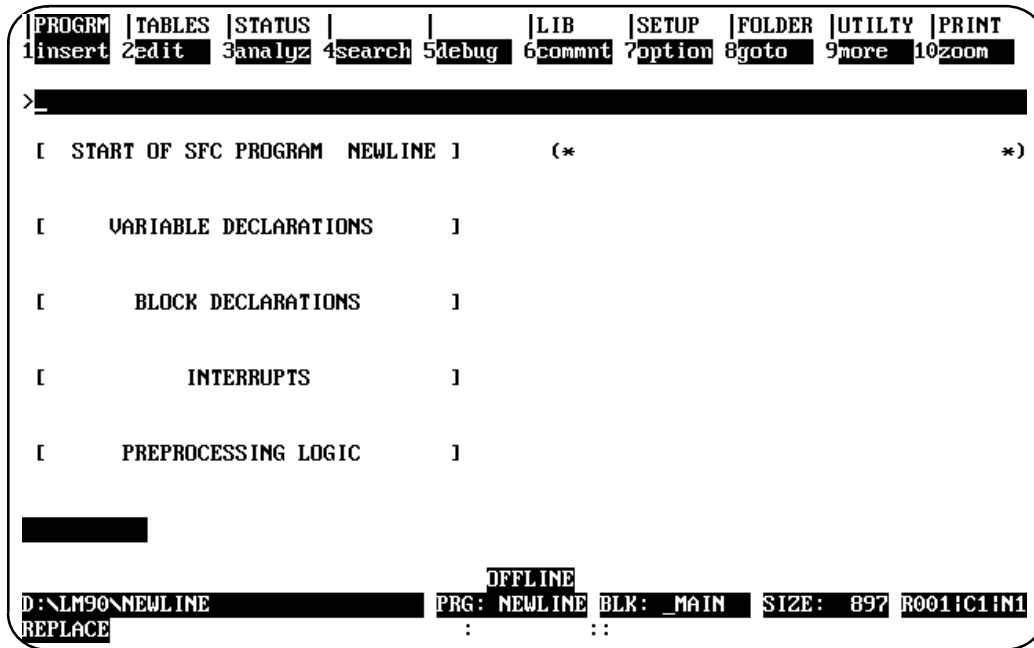 |PROGRM |TABLES |STATUS | | |LIB |SETUP |FOLDER |UTILTY |PRINT
1insert 2edit 3analyz 4search 5debug 6commnt 7option 8goto 9more 10zoom
>_
[ START OF SFC PROGRAM NEWLINE ] (* *)
[ VARIABLE DECLARATIONS ]
[ BLOCK DECLARATIONS ]
[ INTERRUPTS ]
[ PREPROCESSING LOGIC ]
OFFLINE
D:\LM90\NEWLINE PRG: NEWLINE BLK: _MAIN SIZE: 897 R001¦C1¦N1
REPLACE : ::